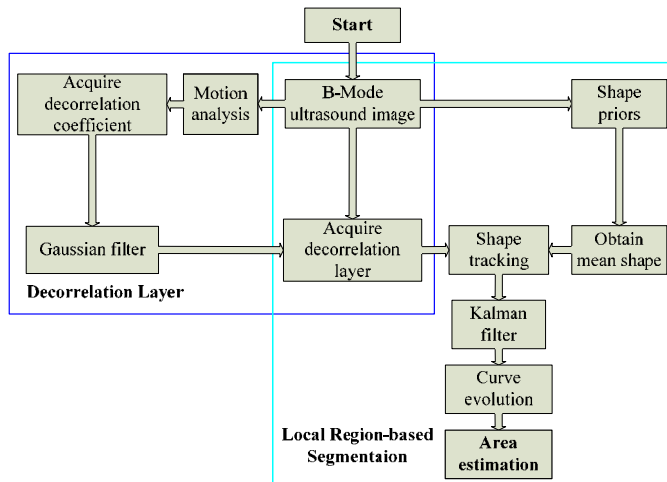 Start
Acquire
decorrelation
coefficient
Motion
analysis
B-Mode
ultrasound image
Shape
priors
Gaussian filter
Acquire
decorrelation
layer
Shape
tracking
Obtain
mean shape
Decorrelation Layer
Kalman
filter
Curve
evolution
Local Region-based
Segmentaion
Area
estimation